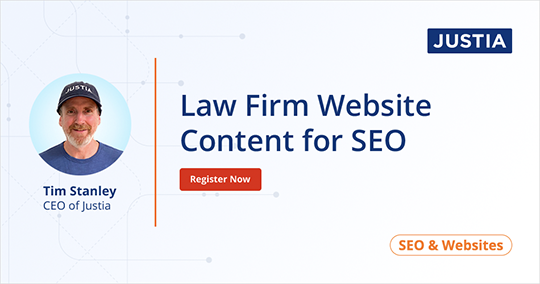 JUSTIA
JUSTIA
Law Firm Website
Content for SEO
Register Now
Tim Stanley
CEO of Justia
SEO & Websites